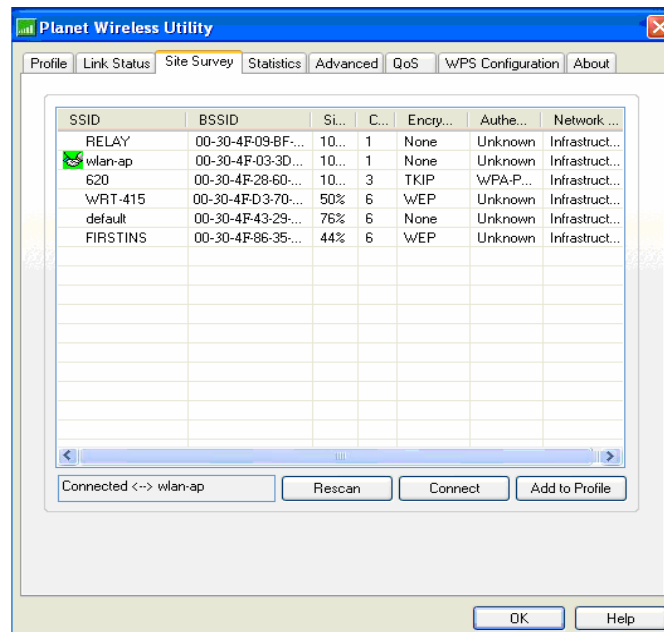 Planet Wireless Utility
Profile Link Status Site Survey Statistics Advanced QoS WPS Configuration About
SSID BSSID Si... C... Encry... Authe... Network ...
RELAY 00-30-4F-09-BF-... 10... 1 None Unknown Infrastruct...
wlan-ap 00-30-4F-03-3D... 10... 1 None Unknown Infrastruct...
620 00-30-4F-28-60-... 10... 3 TKIP WPA-P... Infrastruct...
WRT-415 00-30-4F-D3-70-... 50% 6 WEP Unknown Infrastruct...
default 00-30-4F-43-29-... 76% 6 None Unknown Infrastruct...
FIRSTINS 00-30-4F-86-35-... 44% 6 WEP Unknown Infrastruct...
Connected <--> wlan-ap Rescan Connect Add to Profile
OK Help